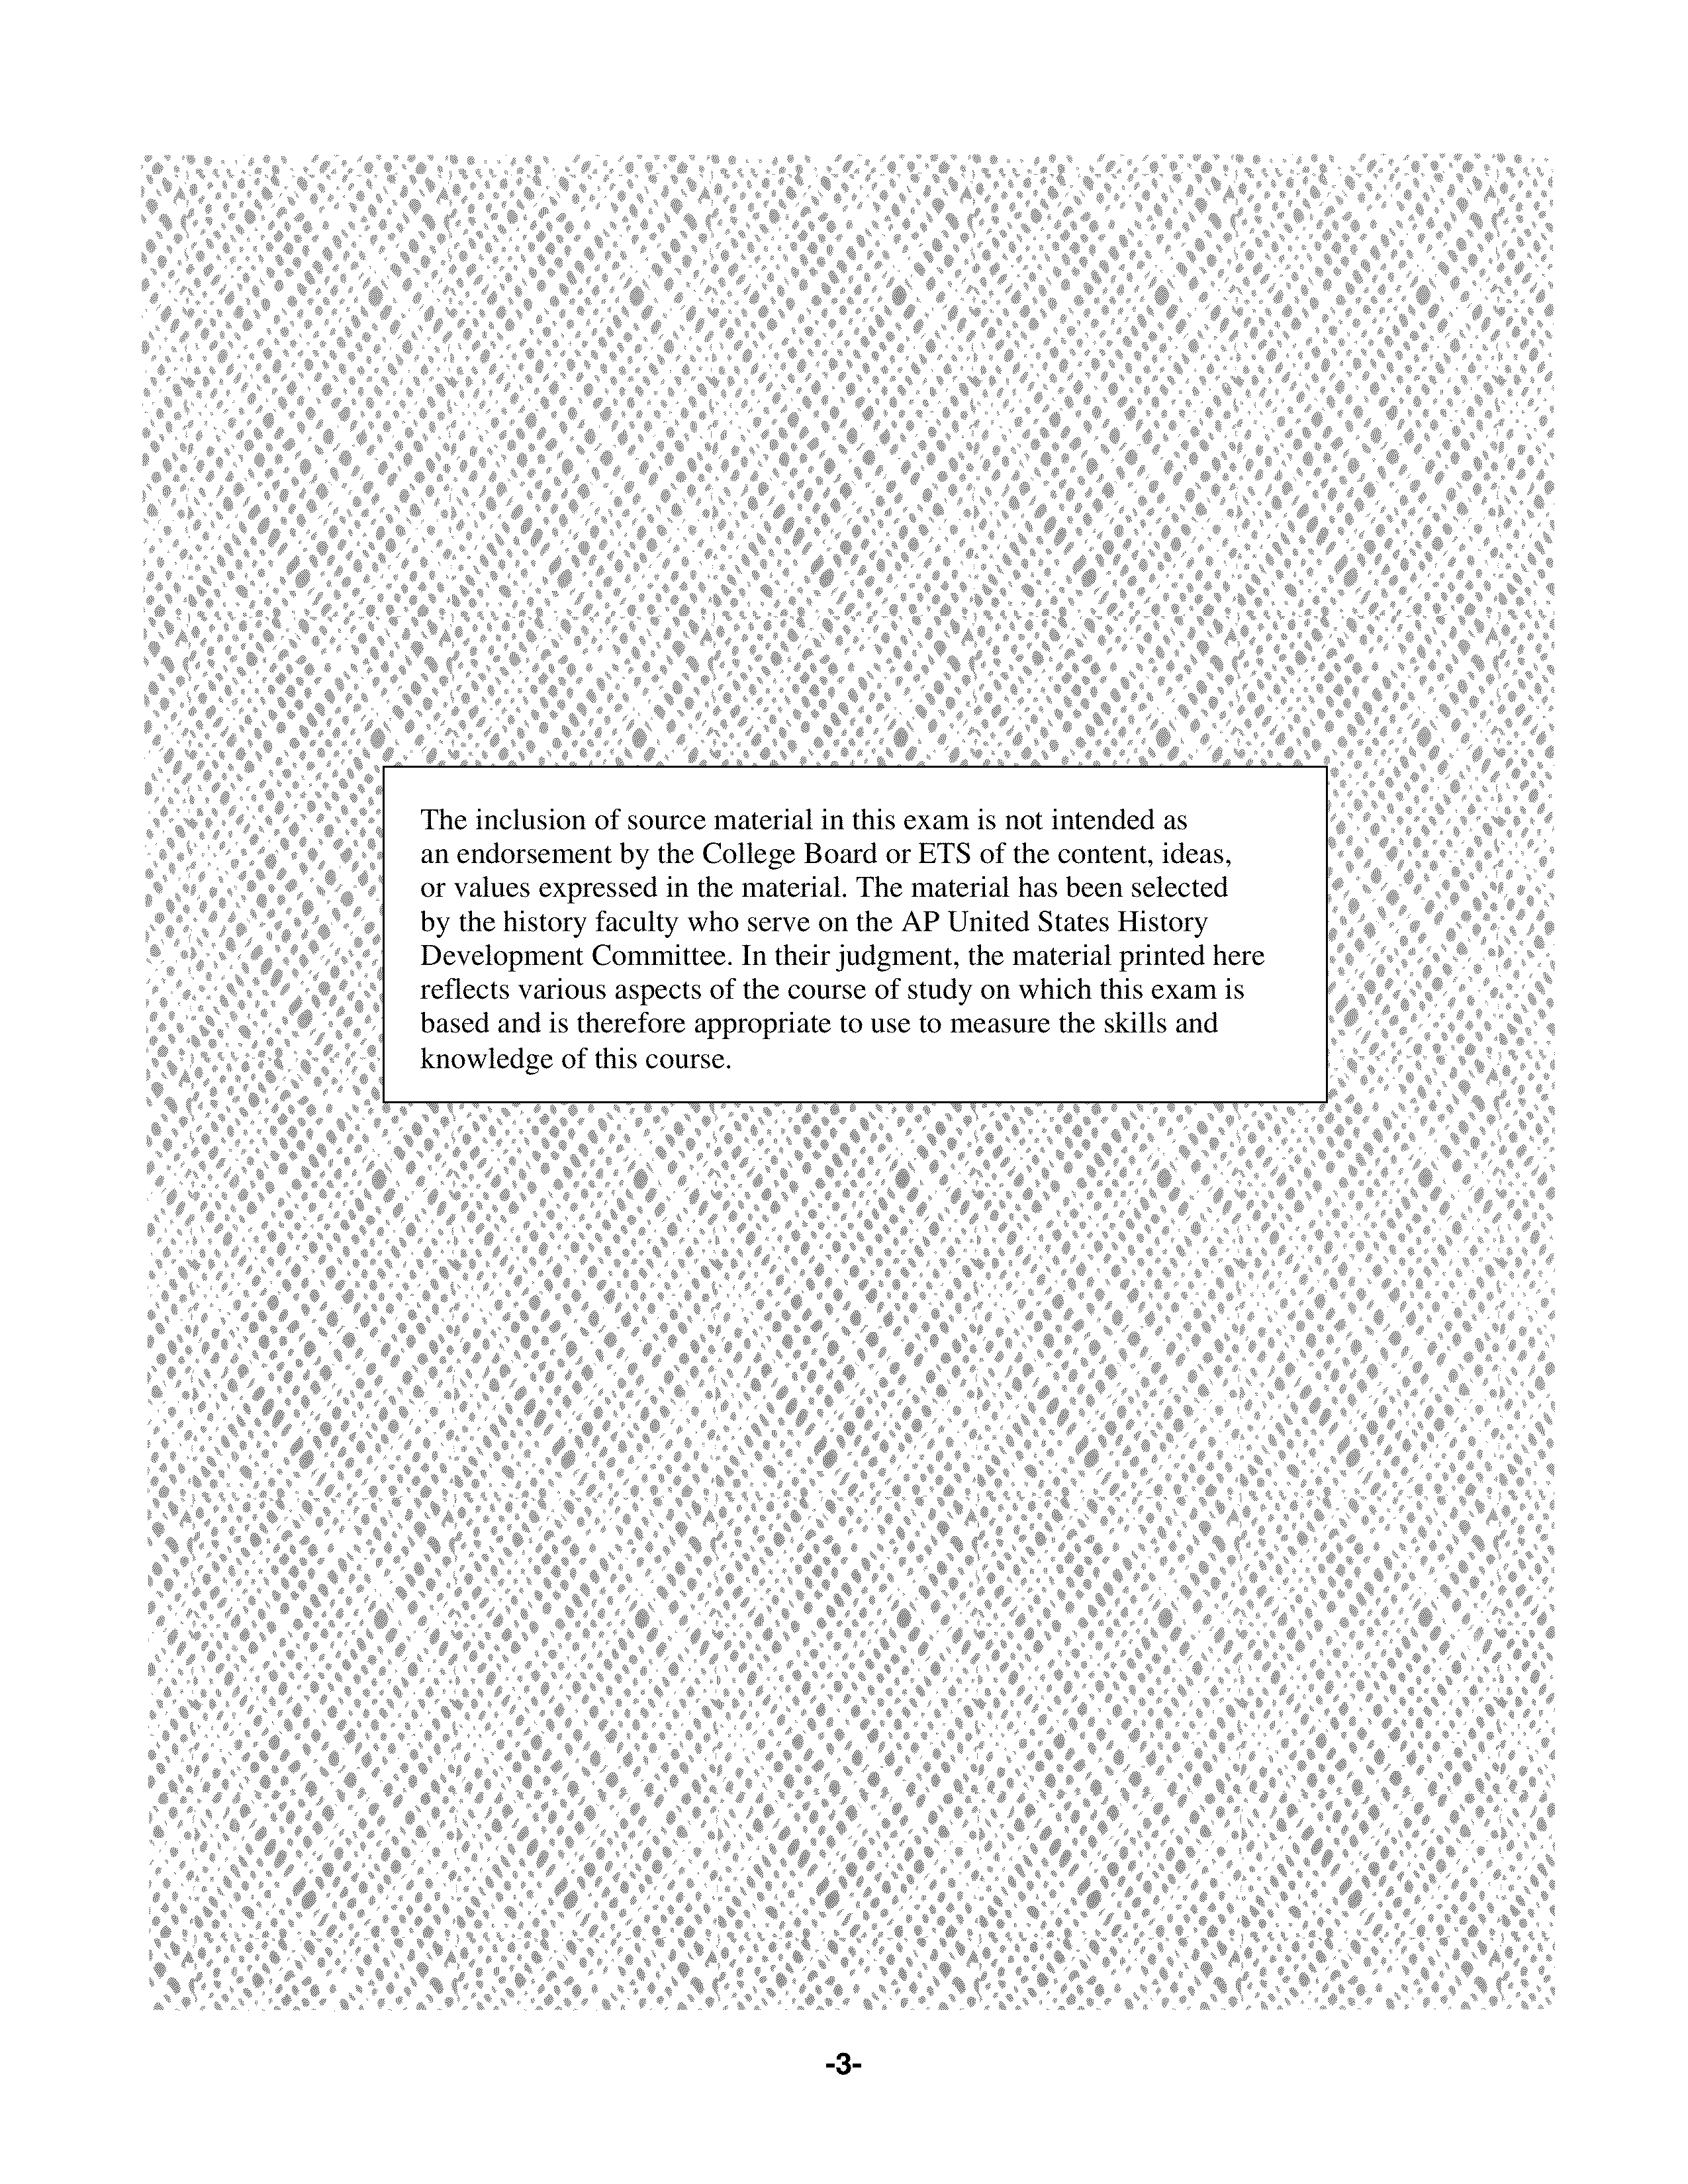 The inclusion of source material in this exam is not intended as
an endorsement by the College Board or ETS of the content, ideas,
or values expressed in the material. The material has been selected
by the history faculty who serve on the AP United States History
Development Committee. In their judgment, the material printed here
reflects various aspects of the course of study on which this exam is
based and is therefore appropriate to use to measure the skills and
knowledge of this course.
-3-